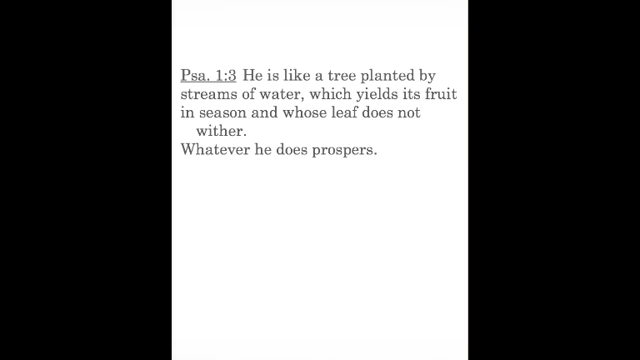 Psa. 1:3 He is like a tree planted by
streams of water, which yields its fruit
in season and whose leaf does not
wither.
Whatever he does prospers.